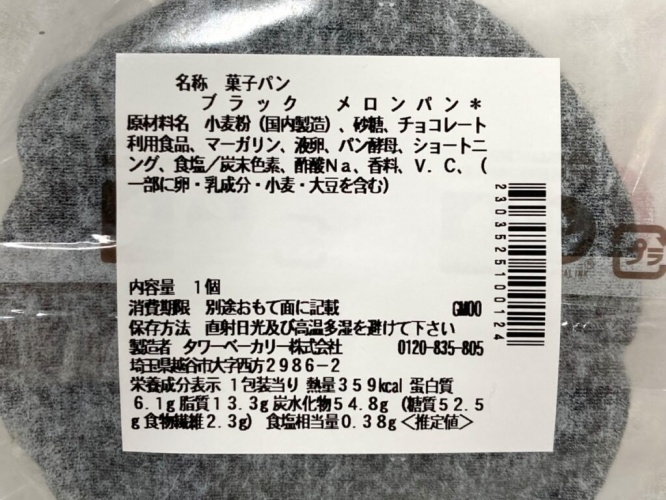 名称 菓子パン
ブラック メロンパン*
原材料名 小麦粉(国内製造)、砂糖、チョコレート
利用食品、マーガリン、液卵、パン酵母、ショートニ
ング、食塩/炭末色素、酢酸Na、香料、V.C、(
一部に卵・乳成分・小麦・大豆を含む)
内容量 1個
消費期限 別途おもて面に記載 GM00
保存方法 直射日光及び高温多湿を避けて下さい
製造者 タワーベーカリー株式会社 0120-835-805
埼玉県越谷市大字西方2986-2
栄養成分表示 1包装当り 熱量359kcal 蛋白質
6.1g 脂質13.3g 炭水化物54.8g (糖質52.5
g 食物繊維2.3g) 食塩相当量0.38g<推定値>
2303525100124
プラ